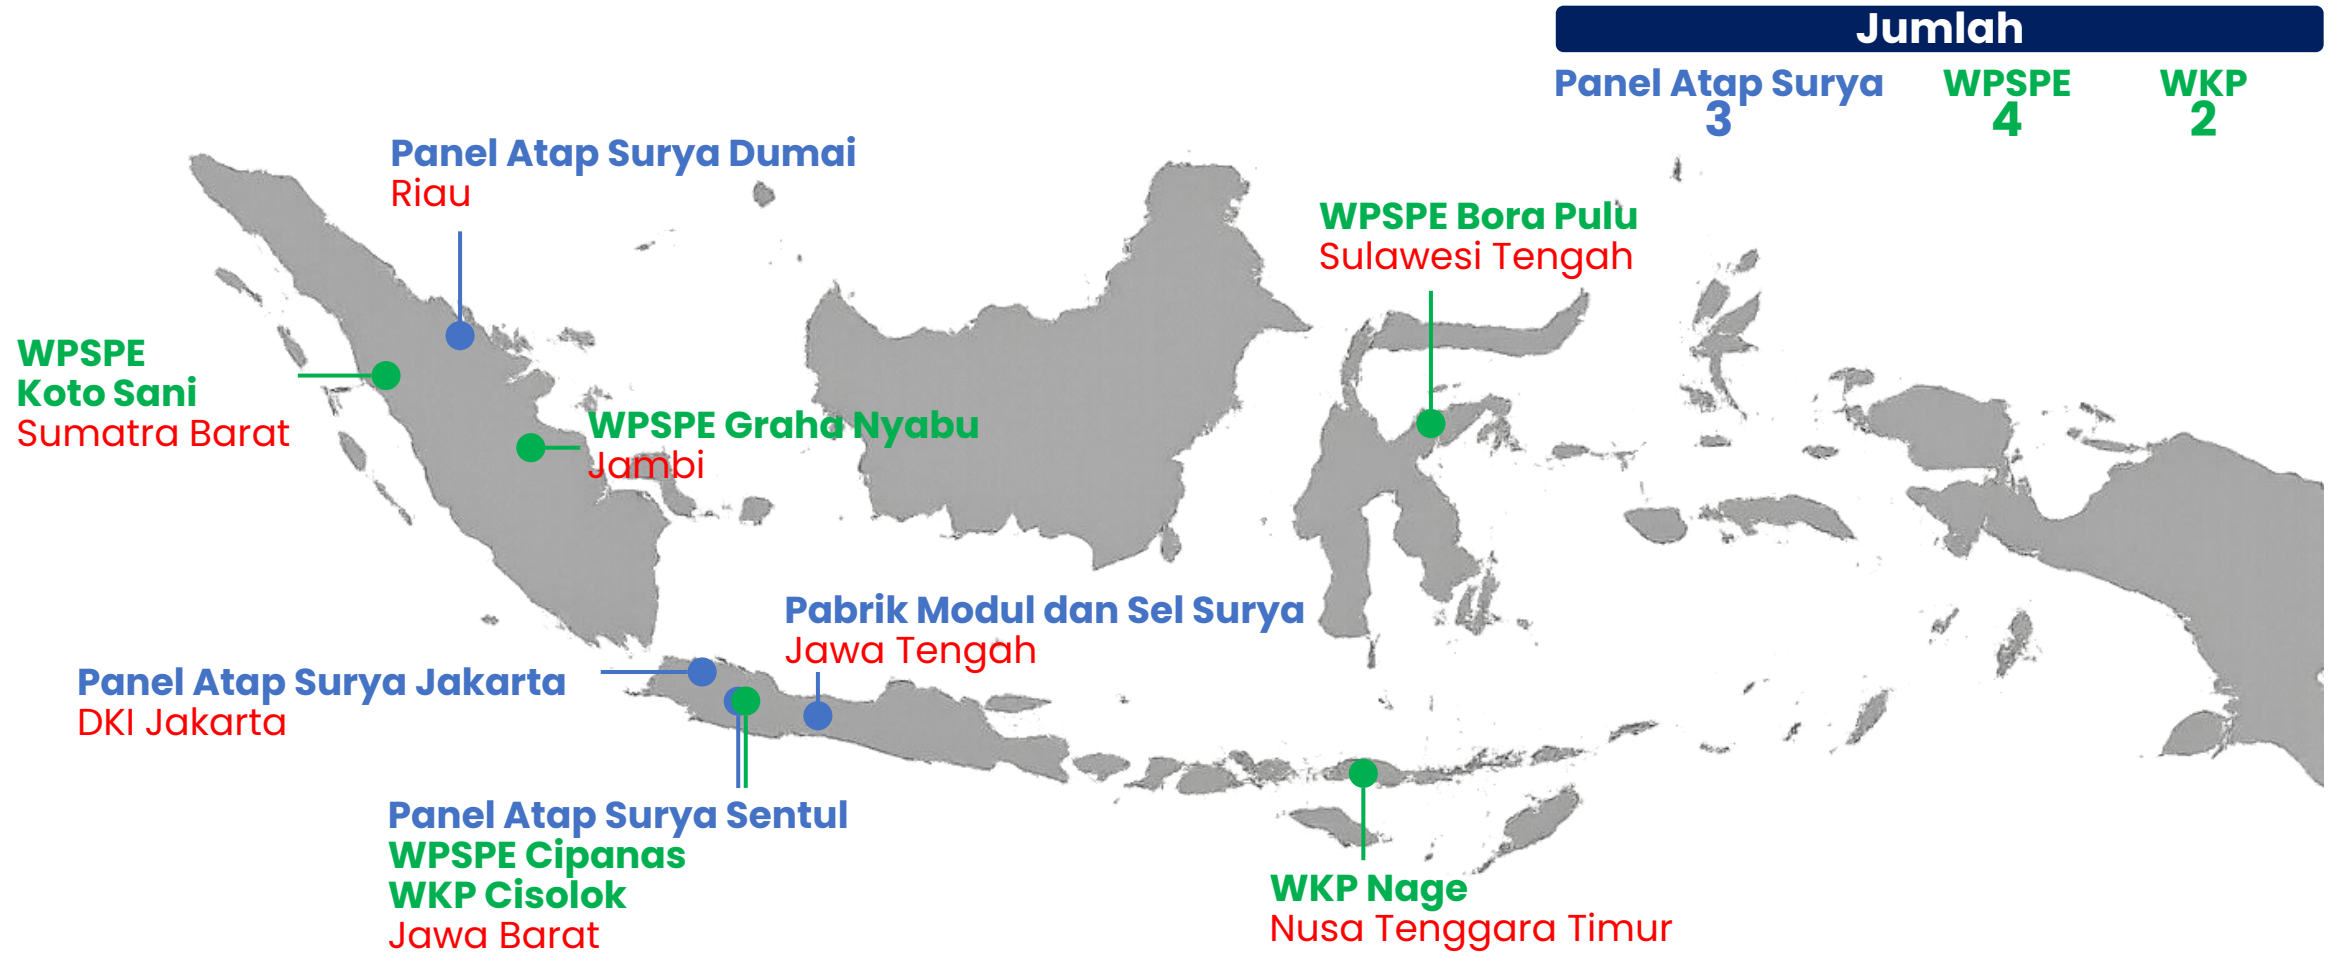 Jumlah
Panel Atap Surya WPSPE WKP
3 4 2
Panel Atap Surya Dumai
Riau
WPSPE Bora Pulu
Sulawesi Tengah
WPSPE
Koto Sani
Sumatra Barat
WPSPE Graha Nyabu
Jambi
Pabrik Modul dan Sel Surya
Jawa Tengah
Panel Atap Surya Jakarta
DKI Jakarta
Panel Atap Surya Sentul
WPSPE Cipanas
WKP Cisolok
Jawa Barat
WKP Nage
Nusa Tenggara Timur